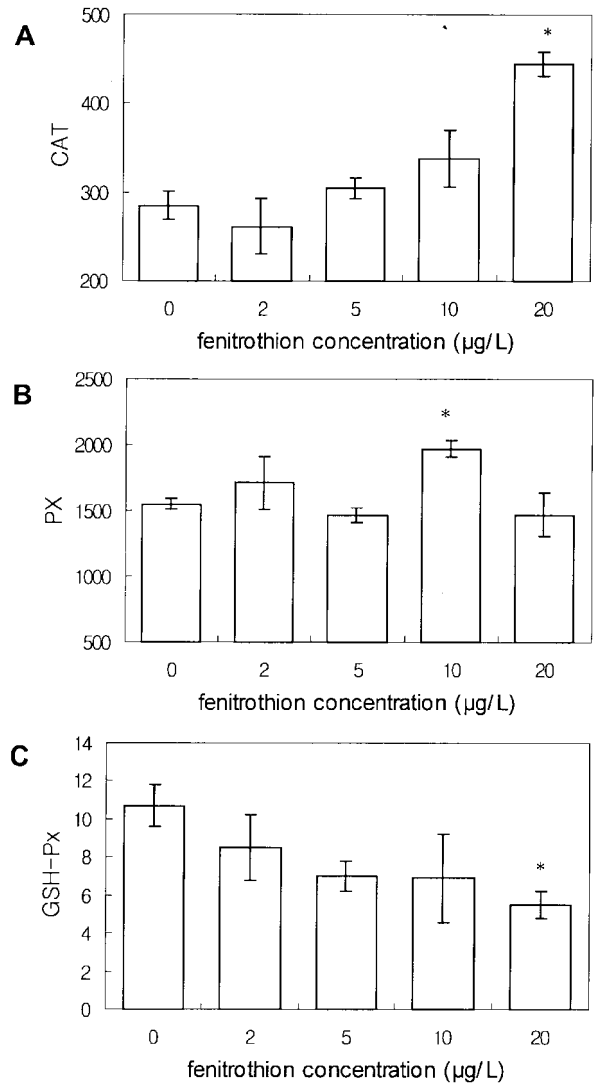 A
500
400
300
200
CAT
*
0 2 5 10 20
fenitrothion concentration (µg/L)
B
2500
2000
1500
1000
500
PX
*
0 2 5 10 20
fenitrothion concentration (µg/L)
C
14
12
10
8
6
4
2
0
GSH-Px
*
0 2 5 10 20
fenitrothion concentration (µg/L)